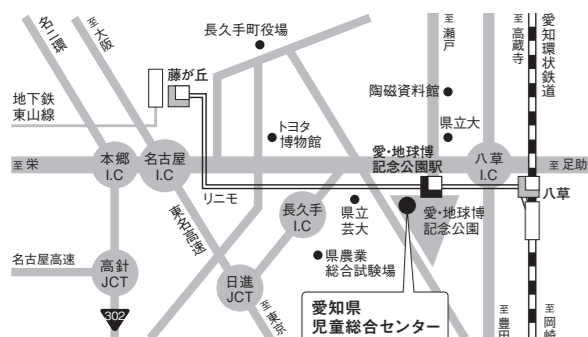 名二環
至大阪
長久手町役場
至瀬戸
至高蔵寺
愛知環状鉄道
藤が丘
地下鉄
東山線
陶磁資料館
トヨタ
博物館
県立大
愛・地球博
記念公園駅
至栄
本郷
I.C
名古屋
I.C
八草
I.C
至足助
リニモ
東名高速
長久手
I.C
県立
芸大
愛・地球博
記念公園
八草
名古屋高速
高針
JCT
日進
JCT
県農業
総合試験場
302
至東京
愛知県
児童総合センター
至豊田
至岡崎